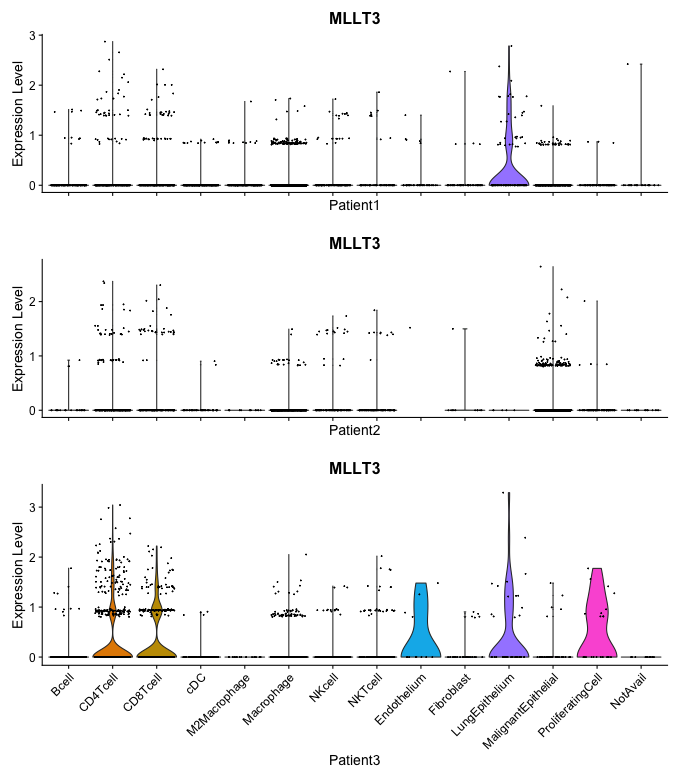 MLLT3
Expression Level
3
2
1
0
Patient1
MLLT3
Expression Level
2
1
0
Patient2
MLLT3
Expression Level
3
2
1
0
Bcell
CD4Tcell
CD8Tcell
cDC
M2Macrophage
Macrophage
NKcell
NKTcell
Endothelium
Fibroblast
LungEpithelium
MalignantEpithelial
ProliferatingCell
NotAvail
Patient3